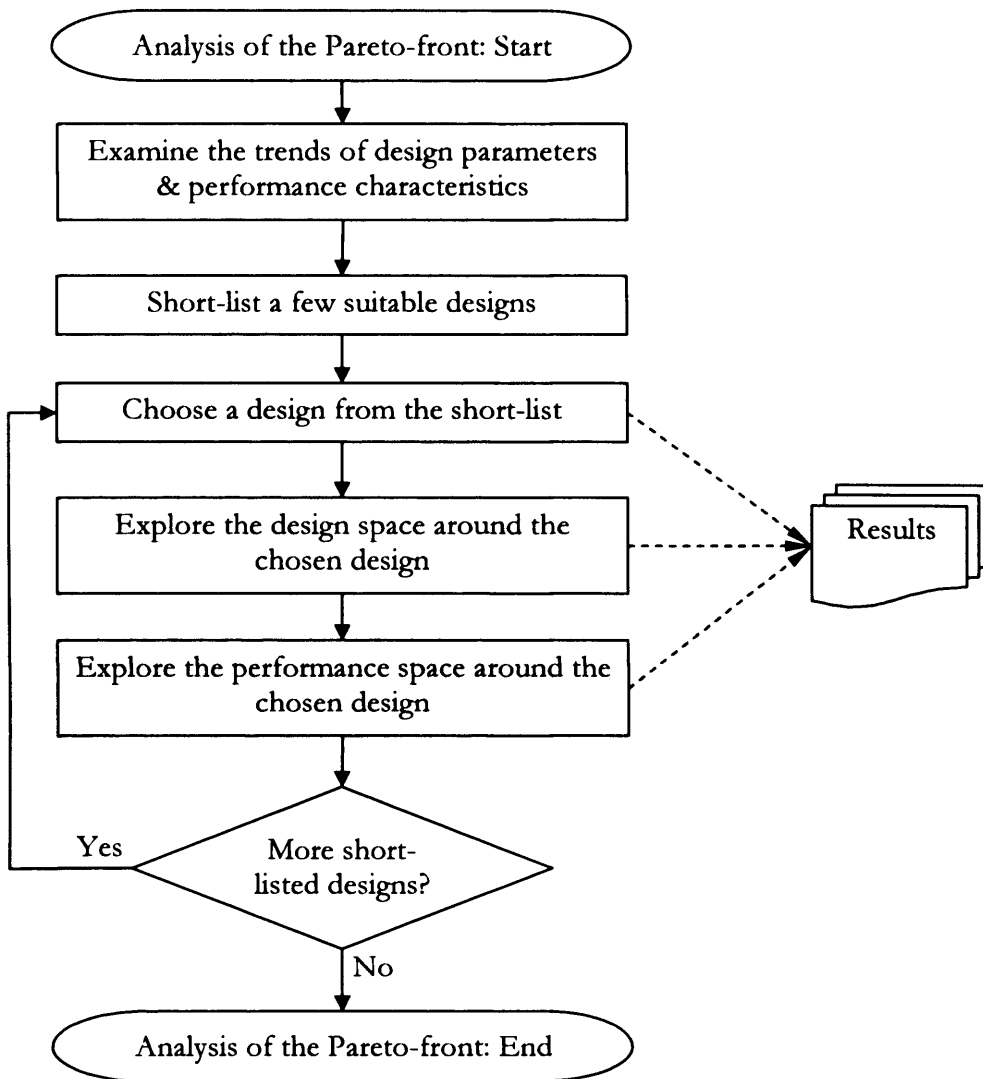 Analysis of the Pareto-front: Start
Examine the trends of design parameters
& performance characteristics
Short-list a few suitable designs
Choose a design from the short-list
Explore the design space around the
chosen design
Results
Explore the performance space around the
chosen design
Yes
More short-
listed designs?
No
Analysis of the Pareto-front: End